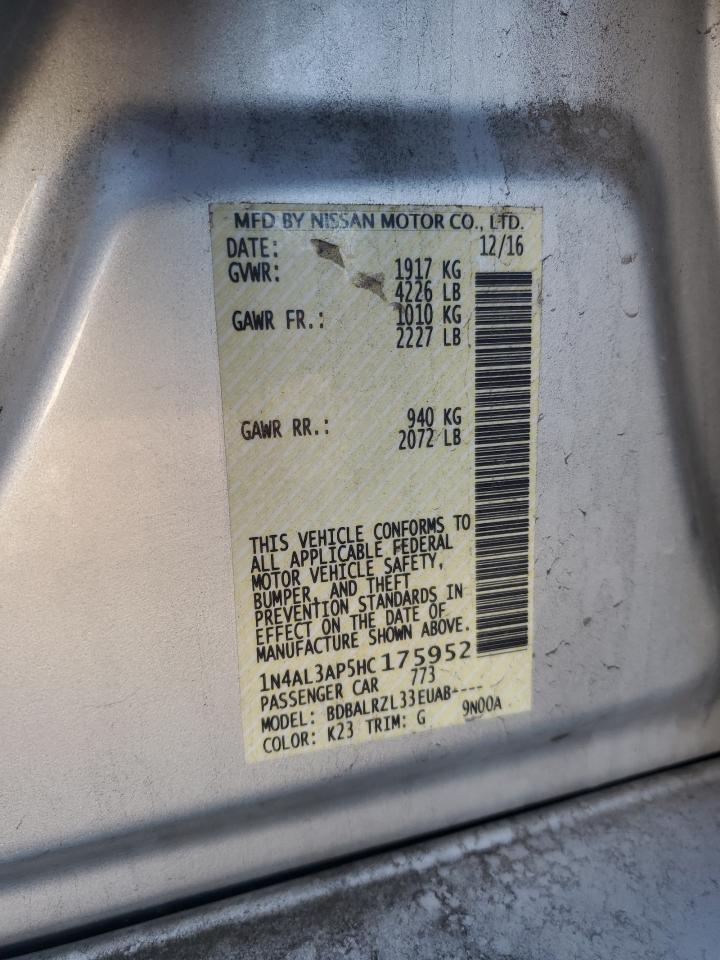 MFD BY NISSAN MOTOR CO., LTD.
DATE: 12/16
GVWR: 1917 KG
4226 LB
GAWR FR.: 1010 KG
2227 LB
GAWR RR.: 940 KG
2072 LB
THIS VEHICLE CONFORMS TO
ALL APPLICABLE FEDERAL
MOTOR VEHICLE SAFETY,
BUMPER, AND THEFT
PREVENTION STANDARDS IN
EFFECT ON THE DATE OF
MANUFACTURE SHOWN ABOVE.
1N4AL3AP5HC175952
PASSENGER CAR 773
MODEL: BDBALRZL33EUAB----
COLOR: K23 TRIM: G 9N00A